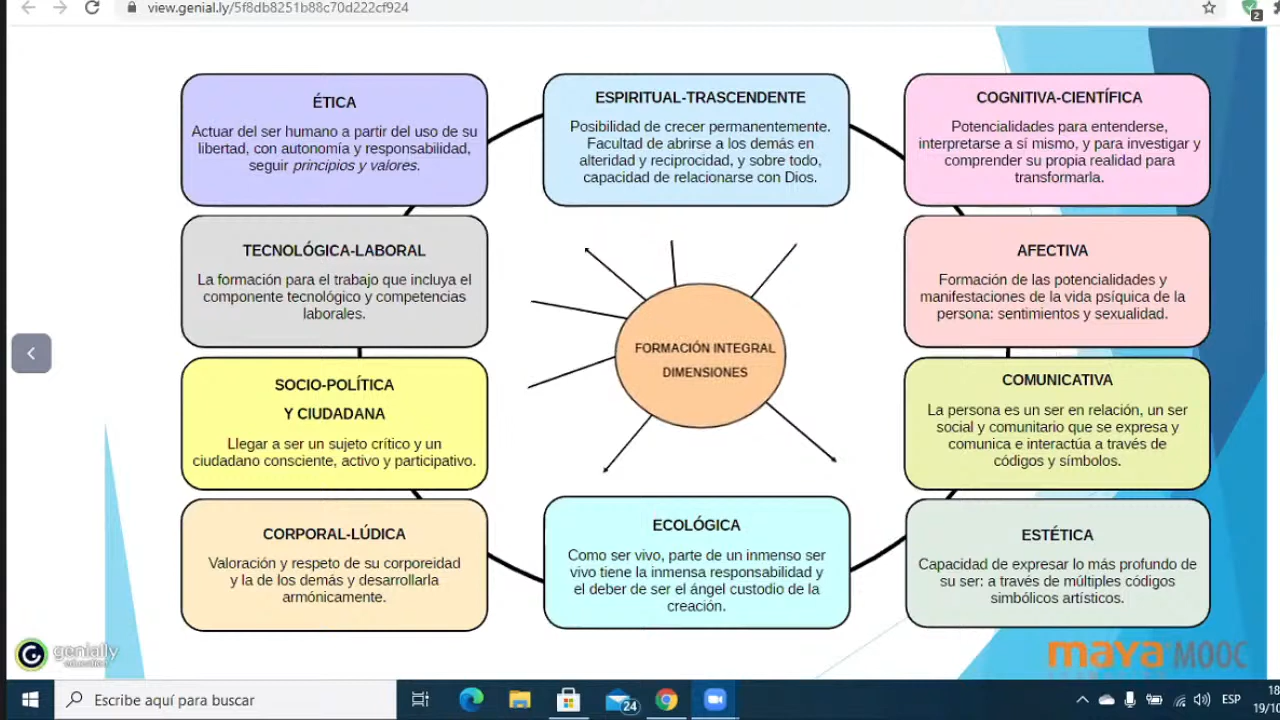 view.genial.ly/5f8db8251b88c70d222cf924
2
ÉTICA
Actuar del ser humano a partir del uso de su
libertad, con autonomía y responsabilidad,
seguir principios y valores.
ESPIRITUAL-TRASCENDENTE
Posibilidad de crecer permanentemente.
Facultad de abrirse a los demás en
alteridad y reciprocidad, y sobre todo,
capacidad de relacionarse con Dios.
COGNITIVA-CIENTÍFICA
Potencialidades para entenderse,
interpretarse a sí mismo, y para investigar y
comprender su propia realidad para
transformarla.
TECNOLÓGICA-LABORAL
La formación para el trabajo que incluya el
componente tecnológico y competencias
laborales.
AFECTIVA
Formación de las potencialidades y
manifestaciones de la vida psíquica de la
persona: sentimientos y sexualidad.
FORMACIÓN INTEGRAL
DIMENSIONES
SOCIO-POLÍTICA
Y CIUDADANA
Llegar a ser un sujeto crítico y un
ciudadano consciente, activo y participativo.
COMUNICATIVA
La persona es un ser en relación, un ser
social y comunitario que se expresa y
comunica e interactúa a través de
códigos y símbolos.
CORPORAL-LÚDICA
Valoración y respeto de su corporeidad
y la de los demás y desarrollarla
armónicamente.
ECOLÓGICA
Como ser vivo, parte de un inmenso ser
vivo tiene la inmensa responsabilidad y
el deber de ser el ángel custodio de la
creación.
ESTÉTICA
Capacidad de expresar lo más profundo de
su ser: a través de múltiples códigos
simbólicos artísticos.
genially
maya MOOC
Escribe aquí para buscar
24
ESP
18
19/10